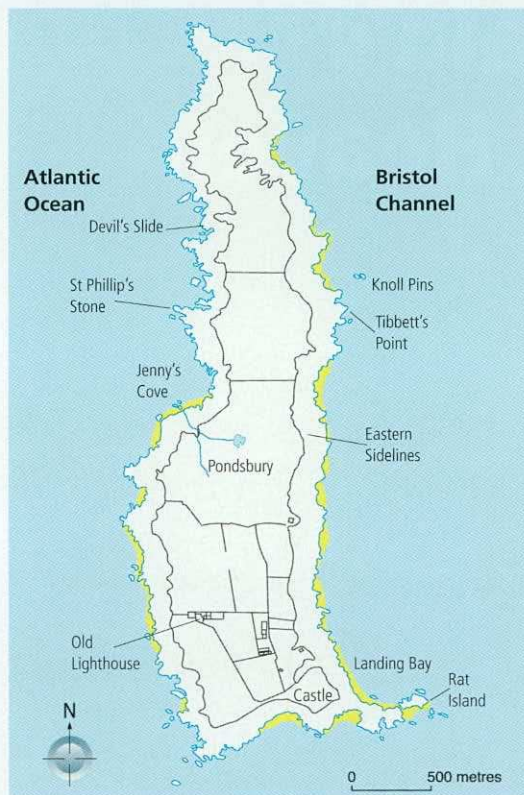 Atlantic
Ocean
Bristol
Channel
Devil's Slide
St Phillip's
Stone
Knoll Pins
Tibbett's
Point
Jenny's
Cove
Eastern
Sidelines
Pondsbury
Old
Lighthouse
Landing Bay
Rat
Island
Castle
N
0 500 metres